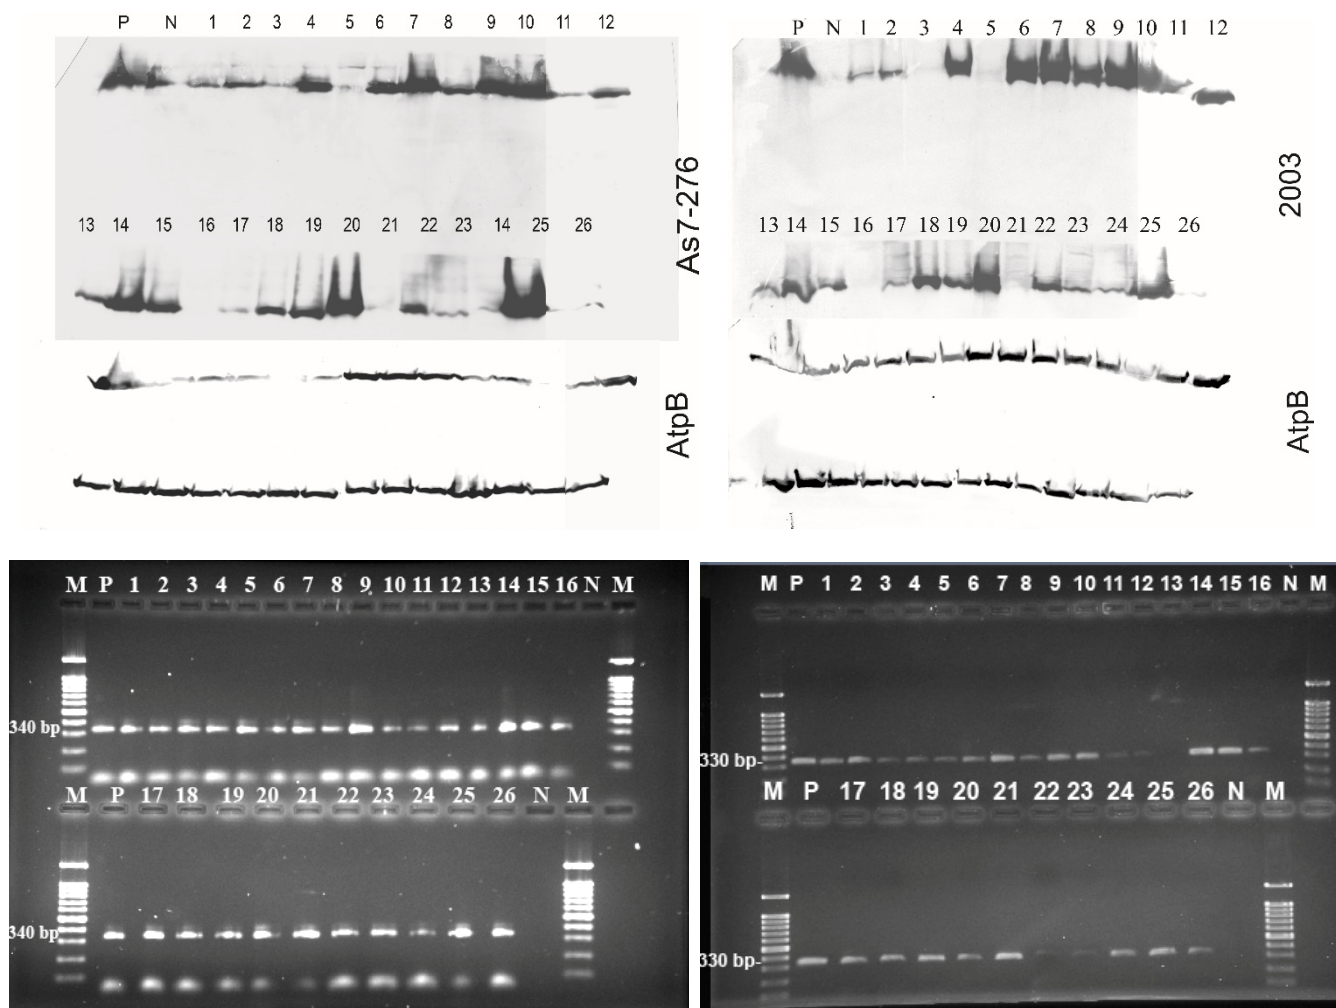 P N 1 2 3 4 5 6 7 8 9 10 11 12
13 14 15 16 17 18 19 20 21 22 23 14 25 26
As7-276
AtpB
P N 1 2 3 4 5 6 7 8 9 10 11 12
13 14 15 16 17 18 19 20 21 22 23 24 25 26
2003
AtpB
M P 1 2 3 4 5 6 7 8 9 10 11 12 13 14 15 16 N M
340 bp
M P 17 18 19 20 21 22 23 24 25 26 N M
340 bp
M P 1 2 3 4 5 6 7 8 9 10 11 12 13 14 15 16 N M
330 bp-
M P 17 18 19 20 21 22 23 24 25 26 N M
330 bp-